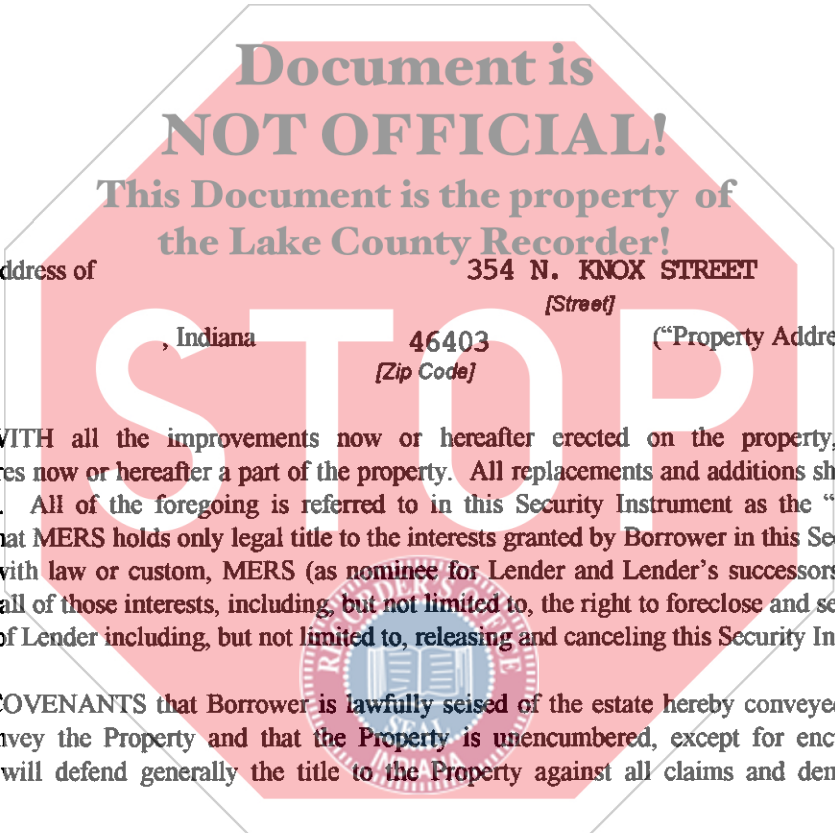 Document is
NOT OFFICIAL!
This Document is the property of
the Lake County Recorder!
ddress of 354 N. KNOX STREET
[Street]
, Indiana 46403 ("Property Addre
[Zip Code]
STOP
VITH all the improvements now or hereafter erected on the property,
res now or hereafter a part of the property. All replacements and additions sh
. All of the foregoing is referred to in this Security Instrument as the "
hat MERS holds only legal title to the interests granted by Borrower in this Sec
vith law or custom, MERS (as nominee for Lender and Lender's successors
all of those interests, including, but not limited to, the right to foreclose and se
of Lender including, but not limited to, releasing and canceling this Security In
RECORDER'S OFFICE
SEAL
INDIANA
COVENANTS that Borrower is lawfully seised of the estate hereby conveyed
nvey the Property and that the Property is unencumbered, except for enc
will defend generally the title to the Property against all claims and den